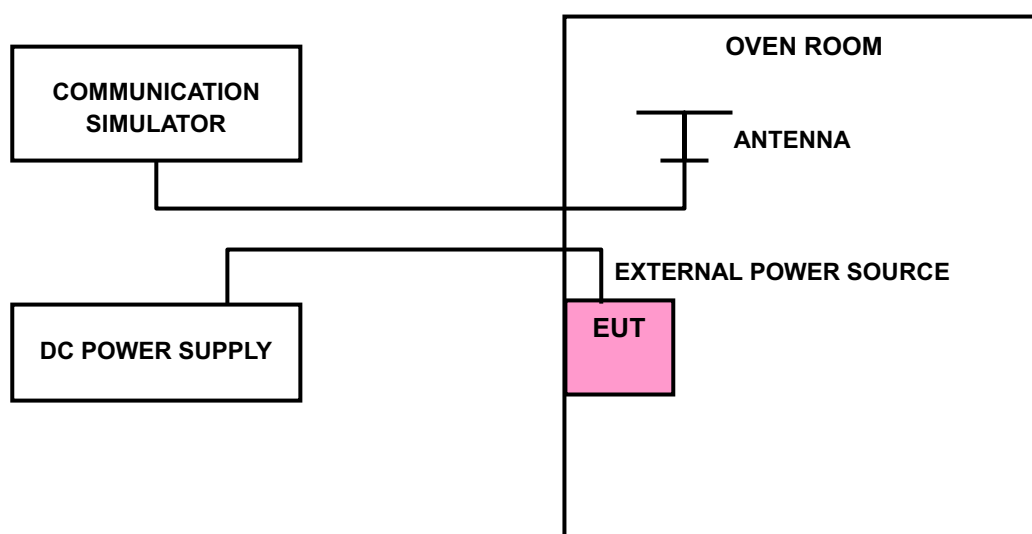 OVEN ROOM
COMMUNICATION
SIMULATOR
ANTENNA
EXTERNAL POWER SOURCE
EUT
DC POWER SUPPLY